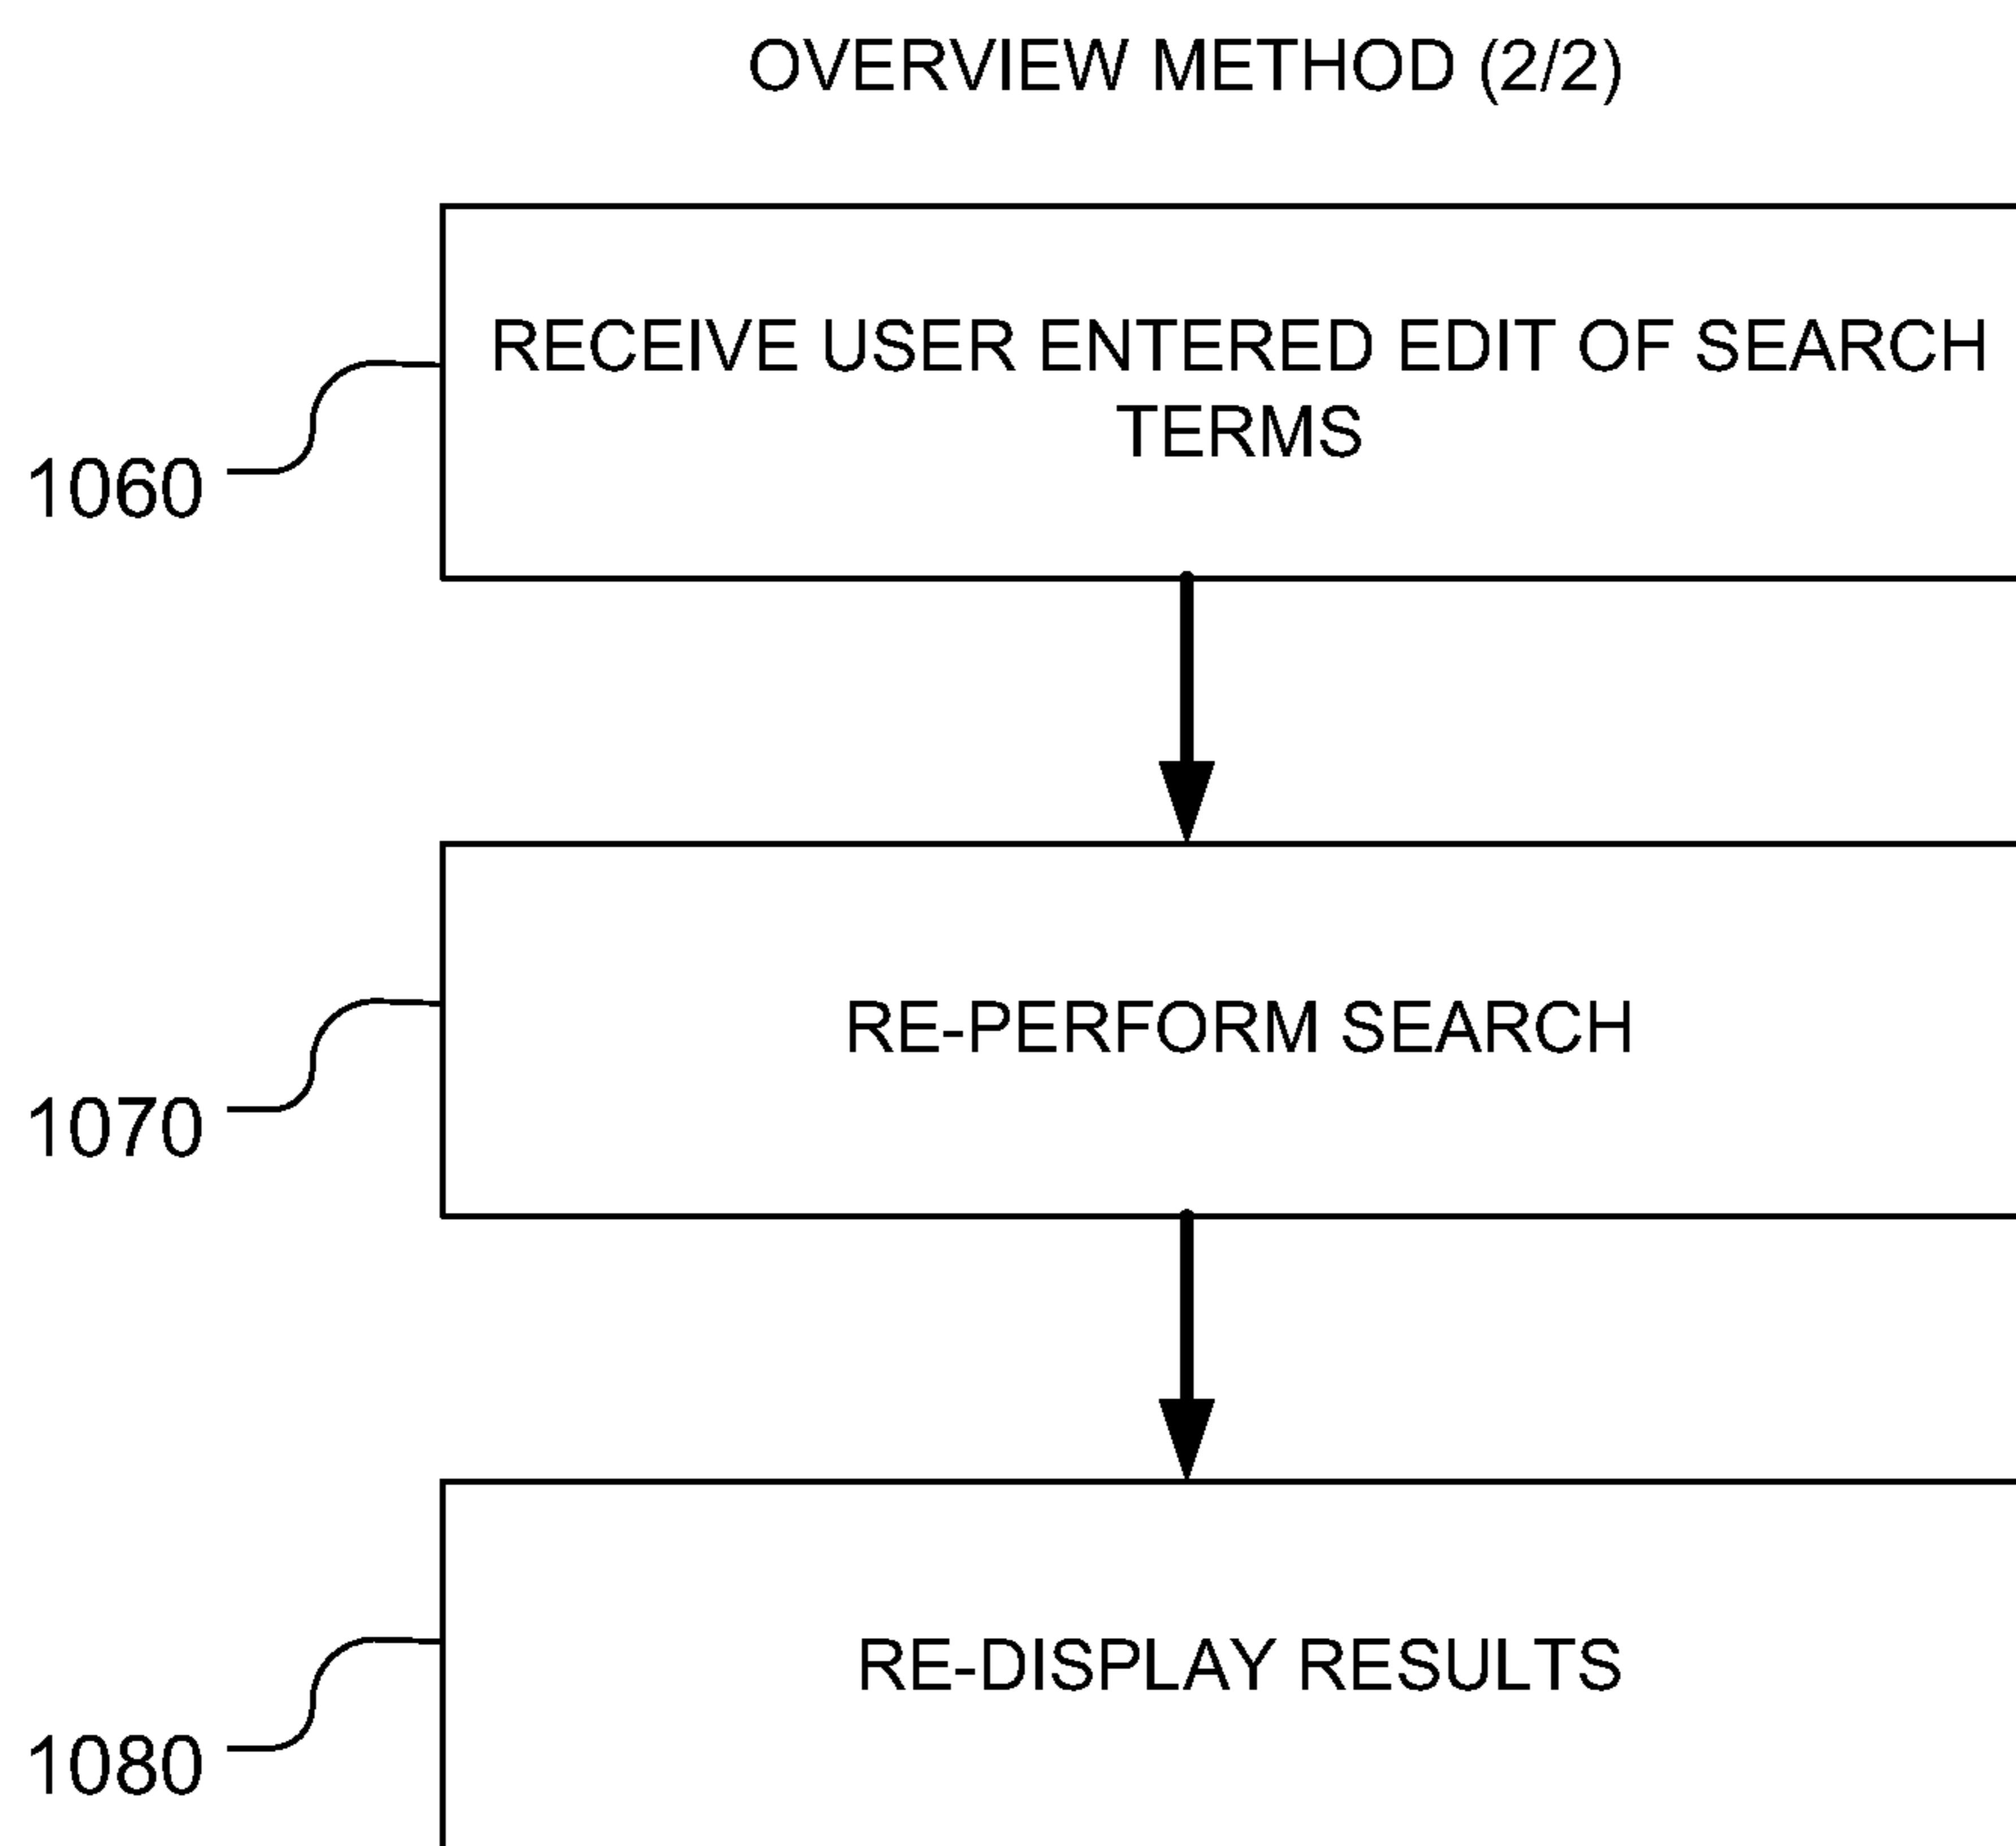 OVERVIEW METHOD (2/2)
RECEIVE USER ENTERED EDIT OF SEARCH
TERMS
1060
RE-PERFORM SEARCH
1070
RE-DISPLAY RESULTS
1080